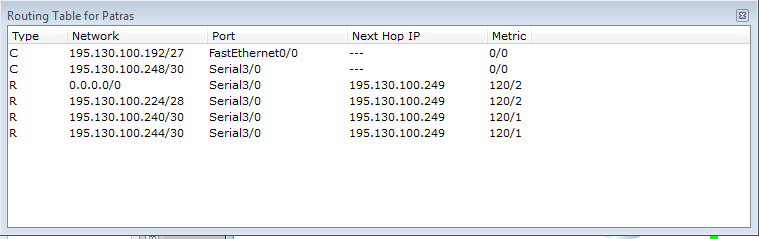 Routing Table for Patras
Type Network Port Next Hop IP Metric
C 195.130.100.192/27 FastEthernet0/0 --- 0/0
C 195.130.100.248/30 Serial3/0 --- 0/0
R 0.0.0.0/0 Serial3/0 195.130.100.249 120/2
R 195.130.100.224/28 Serial3/0 195.130.100.249 120/2
R 195.130.100.240/30 Serial3/0 195.130.100.249 120/1
R 195.130.100.244/30 Serial3/0 195.130.100.249 120/1